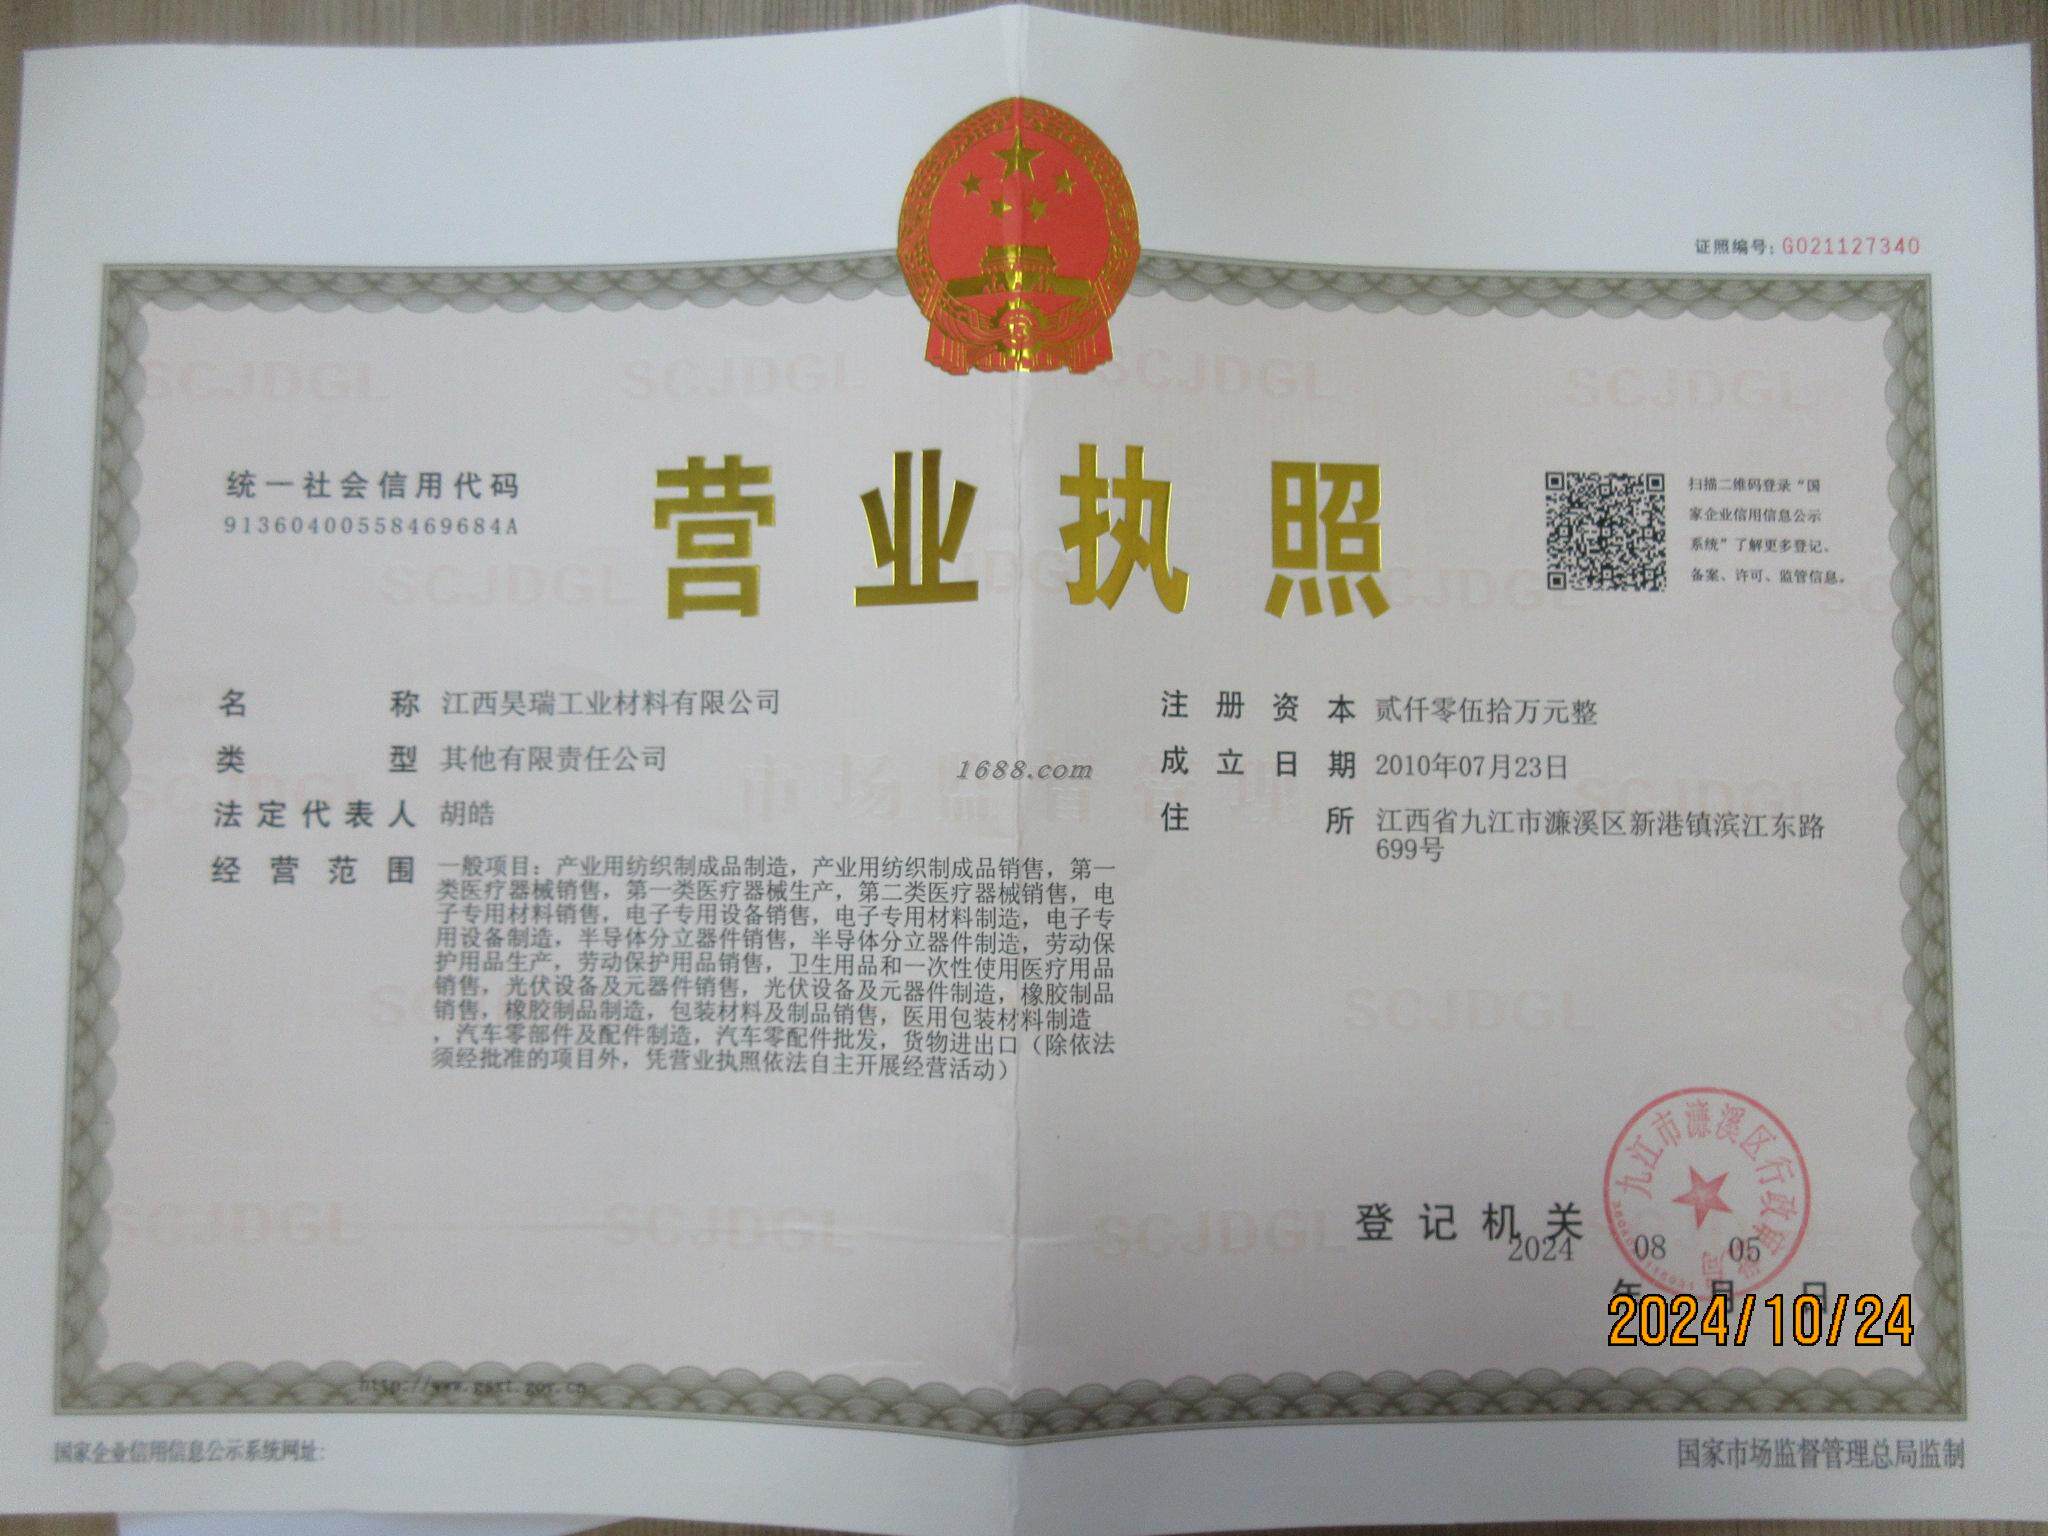 证照编号: G021127340
统一社会信用代码
91360400558469684A
营业执照
扫描二维码登录“国
家企业信用信息公示
系统”了解更多登记、
备案、许可、监管信息。
名称 江西昊瑞工业材料有限公司
类型 其他有限责任公司
法定代表人 胡皓
经营范围 一般项目：产业用纺织制成品制造，产业用纺织制成品销售，第一
类医疗器械销售，第一类医疗器械生产，第二类医疗器械销售，电
子专用材料销售，电子专用设备销售，电子专用材料制造，电子专
用设备制造，半导体分立器件销售，半导体分立器件制造，劳动保
护用品生产，劳动保护用品销售，卫生用品和一次性使用医疗用品
销售，光伏设备及元器件销售，光伏设备及元器件制造，橡胶制品
销售，橡胶制品制造，包装材料及制品销售，医用包装材料制造
，汽车零部件及配件制造，汽车零配件批发，货物进出口（除依法
须经批准的项目外，凭营业执照依法自主开展经营活动）
注册资本 贰仟零伍拾万元整
成立日期 2010年07月23日
住所 江西省九江市濂溪区新港镇滨江东路
699号
1688.com
SCJDGL SCJDGL SCJDGL SCJDGL
市场监督管理
登记机关
九江市濂溪区行政审批局
2024 08 05
年 月 日
2024/10/24
http://www.gsxt.gov.cn
国家企业信用信息公示系统网址:
国家市场监督管理总局监制